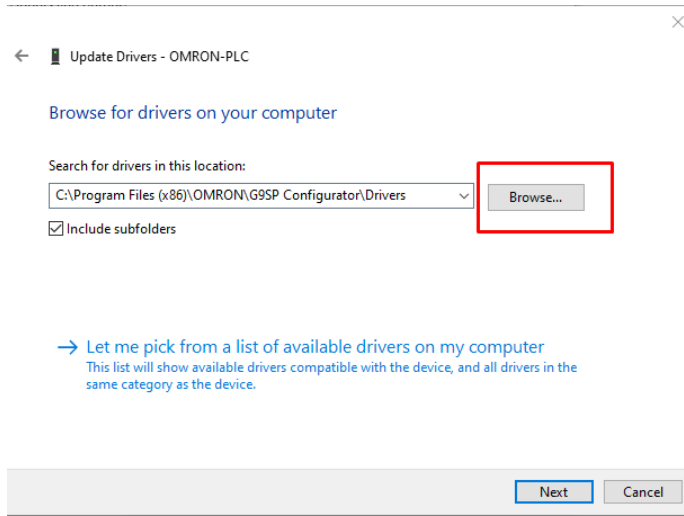 Update Drivers - OMRON-PLC
Browse for drivers on your computer
Search for drivers in this location:
C:\Program Files (x86)\OMRON\G9SP Configurator\Drivers
Browse...
Include subfolders
Let me pick from a list of available drivers on my computer
This list will show available drivers compatible with the device, and all drivers in the
same category as the device.
Next
Cancel